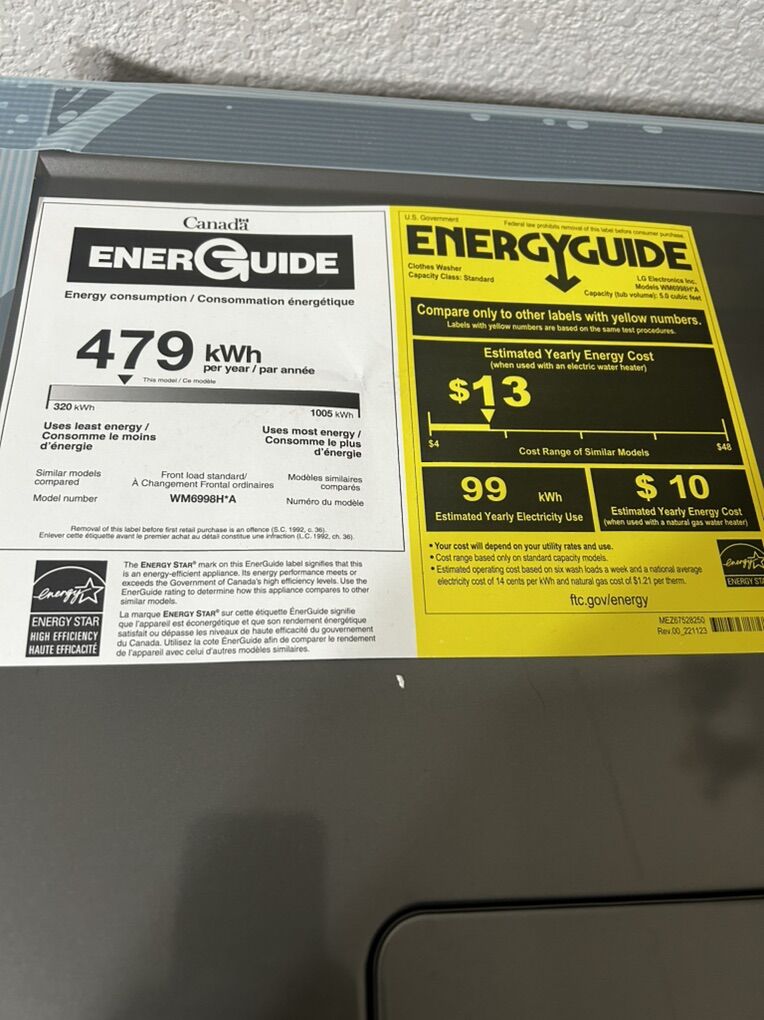 Canada
ENERGUIDE
Energy consumption / Consommation énergétique
479 kWh
per year / par année
This model / Ce modèle
320 kWh
1005 kWh
Uses least energy /
Consomme le moins
d'énergie
Uses most energy /
Consomme le plus
d'énergie
Similar models
compared
Front load standard/
À Changement Frontal ordinaires
Modèles similaires
comparés
Model number
WM6998H*A
Numéro du modèle
Removal of this label before first retail purchase is an offence (S.C. 1992, c. 36).
Enlever cette étiquette avant le premier achat au détail constitue une infraction (L.C. 1992, ch. 36).
energy
ENERGY STAR
HIGH EFFICIENCY
HAUTE EFFICACITÉ
The ENERGY STAR® mark on this EnerGuide label signifies that this
is an energy-efficient appliance. Its energy performance meets or
exceeds the Government of Canada's high efficiency levels. Use the
EnerGuide rating to determine how this appliance compares to other
similar models.
La marque ENERGY STAR® sur cette étiquette ÉnerGuide signifie
que l'appareil est éconergétique et que son rendement énergétique
satisfait ou dépasse les niveaux de haute efficacité du gouvernement
du Canada. Utilisez la cote ÉnerGuide afin de comparer le rendement
de l'appareil avec celui d'autres modèles similaires.
U.S. Government
Federal law prohibits removal of this label before consumer purchase.
ENERGYGUIDE
Clothes Washer
Capacity Class: Standard
LG Electronics Inc.
Models WM6998H*A
Capacity (tub volume): 5.0 cubic feet
Compare only to other labels with yellow numbers.
Labels with yellow numbers are based on the same test procedures.
Estimated Yearly Energy Cost
(when used with an electric water heater)
$13
$4
$48
Cost Range of Similar Models
99 kWh
Estimated Yearly Electricity Use
$ 10
Estimated Yearly Energy Cost
(when used with a natural gas water heater)
• Your cost will depend on your utility rates and use.
• Cost range based only on standard capacity models.
• Estimated operating cost based on six wash loads a week and a national average
electricity cost of 14 cents per kWh and natural gas cost of $1.21 per therm.
ftc.gov/energy
energy
ENERGY STAR
MEZ67528250
Rev.00_221123